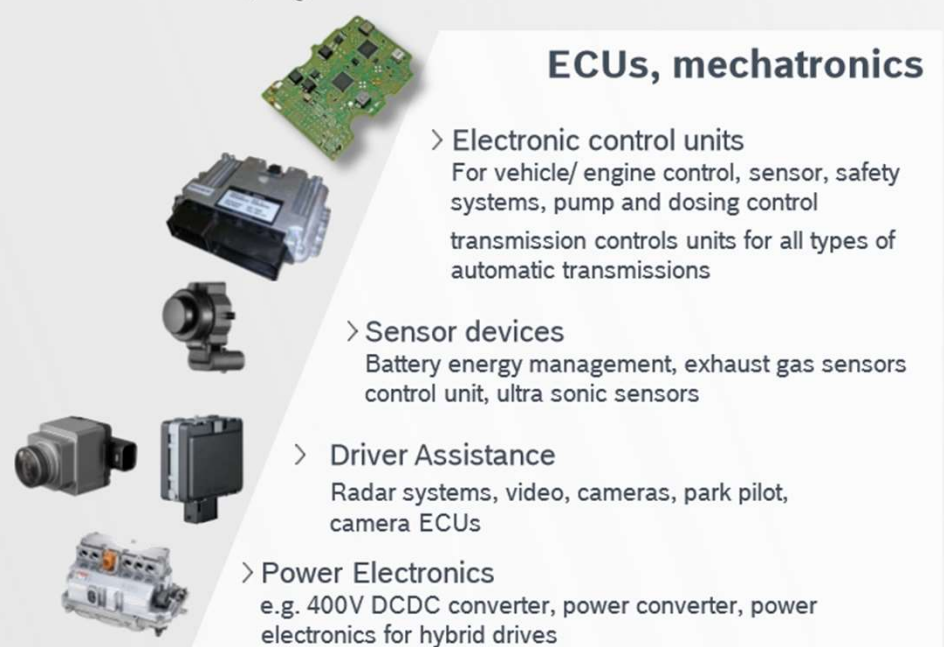 ECUs, mechatronics
> Electronic control units
For vehicle/ engine control, sensor, safety
systems, pump and dosing control
transmission controls units for all types of
automatic transmissions
> Sensor devices
Battery energy management, exhaust gas sensors
control unit, ultra sonic sensors
> Driver Assistance
Radar systems, video, cameras, park pilot,
camera ECUs
> Power Electronics
e.g. 400V DCDC converter, power converter, power
electronics for hybrid drives